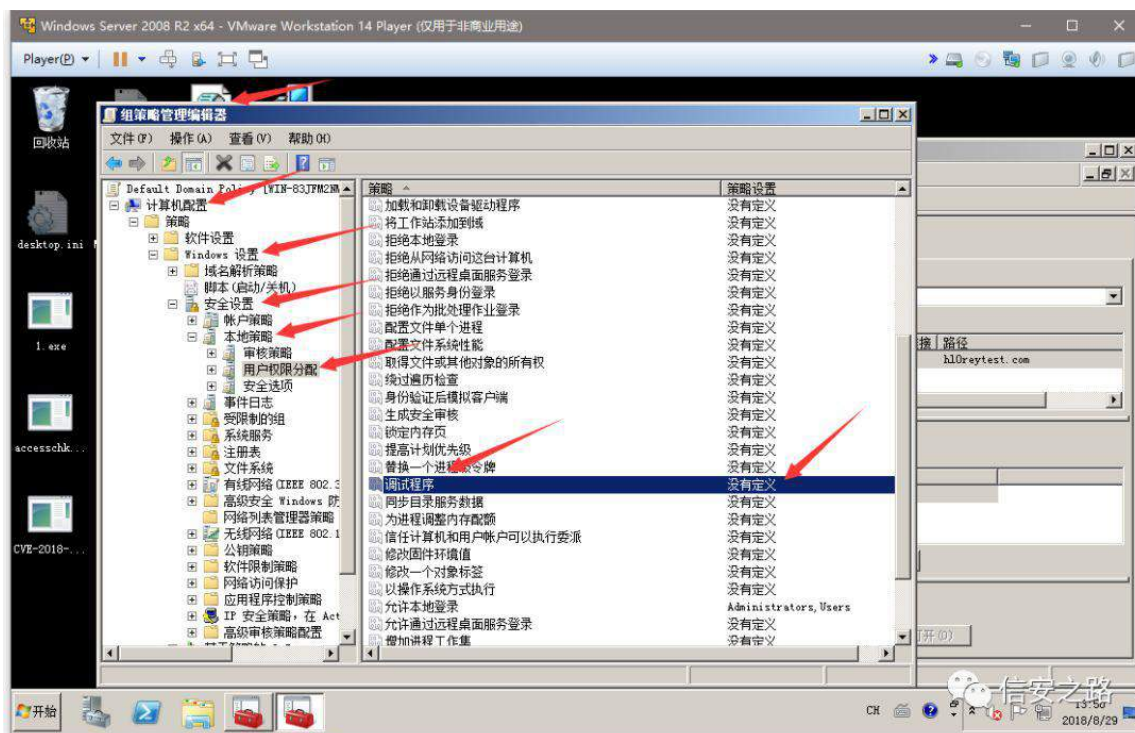 Windows Server 2008 R2 x64 - VMware Workstation 14 Player (仅用于非商业用途)
Player(P)
回收站
desktop.ini
1.exe
accesschk...
CVE-2018-...
组策略管理编辑器
文件(F) 操作(A) 查看(V) 帮助(H)
Default Domain Policy [WIN-83JFM2N
计算机配置
策略
软件设置
Windows 设置
域名解析策略
脚本(启动/关机)
安全设置
帐户策略
本地策略
审核策略
用户权限分配
安全选项
事件日志
受限制的组
系统服务
注册表
文件系统
有线网络(IEEE 802.3
高级安全 Windows 防
网络列表管理器策略
无线网络(IEEE 802.1
公钥策略
软件限制策略
网络访问保护
应用程序控制策略
IP 安全策略，在 Act
高级审核策略配置
策略 策略设置
加载和卸载设备驱动程序 没有定义
将工作站添加到域 没有定义
拒绝本地登录 没有定义
拒绝从网络访问这台计算机 没有定义
拒绝通过远程桌面服务登录 没有定义
拒绝以服务身份登录 没有定义
拒绝作为批处理作业登录 没有定义
配置文件单个进程 没有定义
配置文件系统性能 没有定义
取得文件或其他对象的所有权 没有定义
绕过遍历检查 没有定义
身份验证后模拟客户端 没有定义
生成安全审核 没有定义
锁定内存页 没有定义
提高计划优先级 没有定义
替换一个进程级令牌 没有定义
调试程序 没有定义
同步目录服务数据 没有定义
为进程调整内存配额 没有定义
信任计算机和用户帐户可以执行委派 没有定义
修改固件环境值 没有定义
修改一个对象标签 没有定义
以操作系统方式执行 没有定义
允许本地登录 Administrators,Users
允许通过远程桌面服务登录 没有定义
增加进程工作集 没有定义
接 路径
hl0reytest.com
打开(O)
信安之路
开始
CH
13:50
2018/8/29